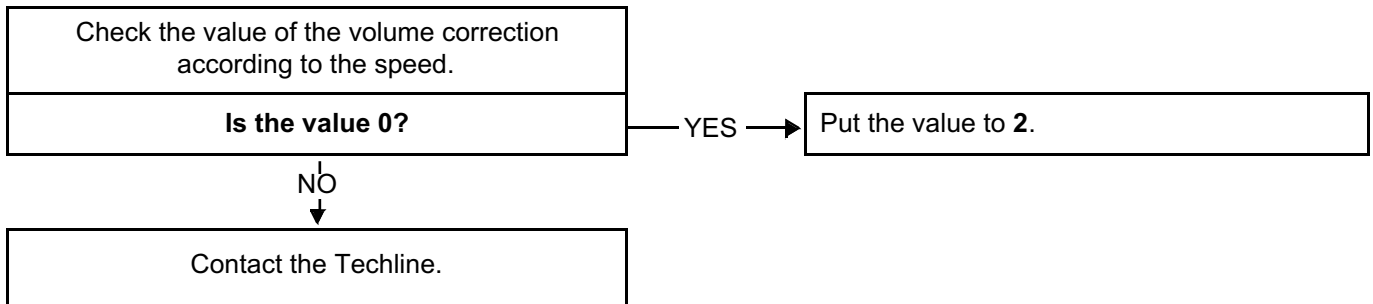 Check the value of the volume correction
according to the speed.
Is the value 0?
YES
Put the value to 2.
NO
Contact the Techline.